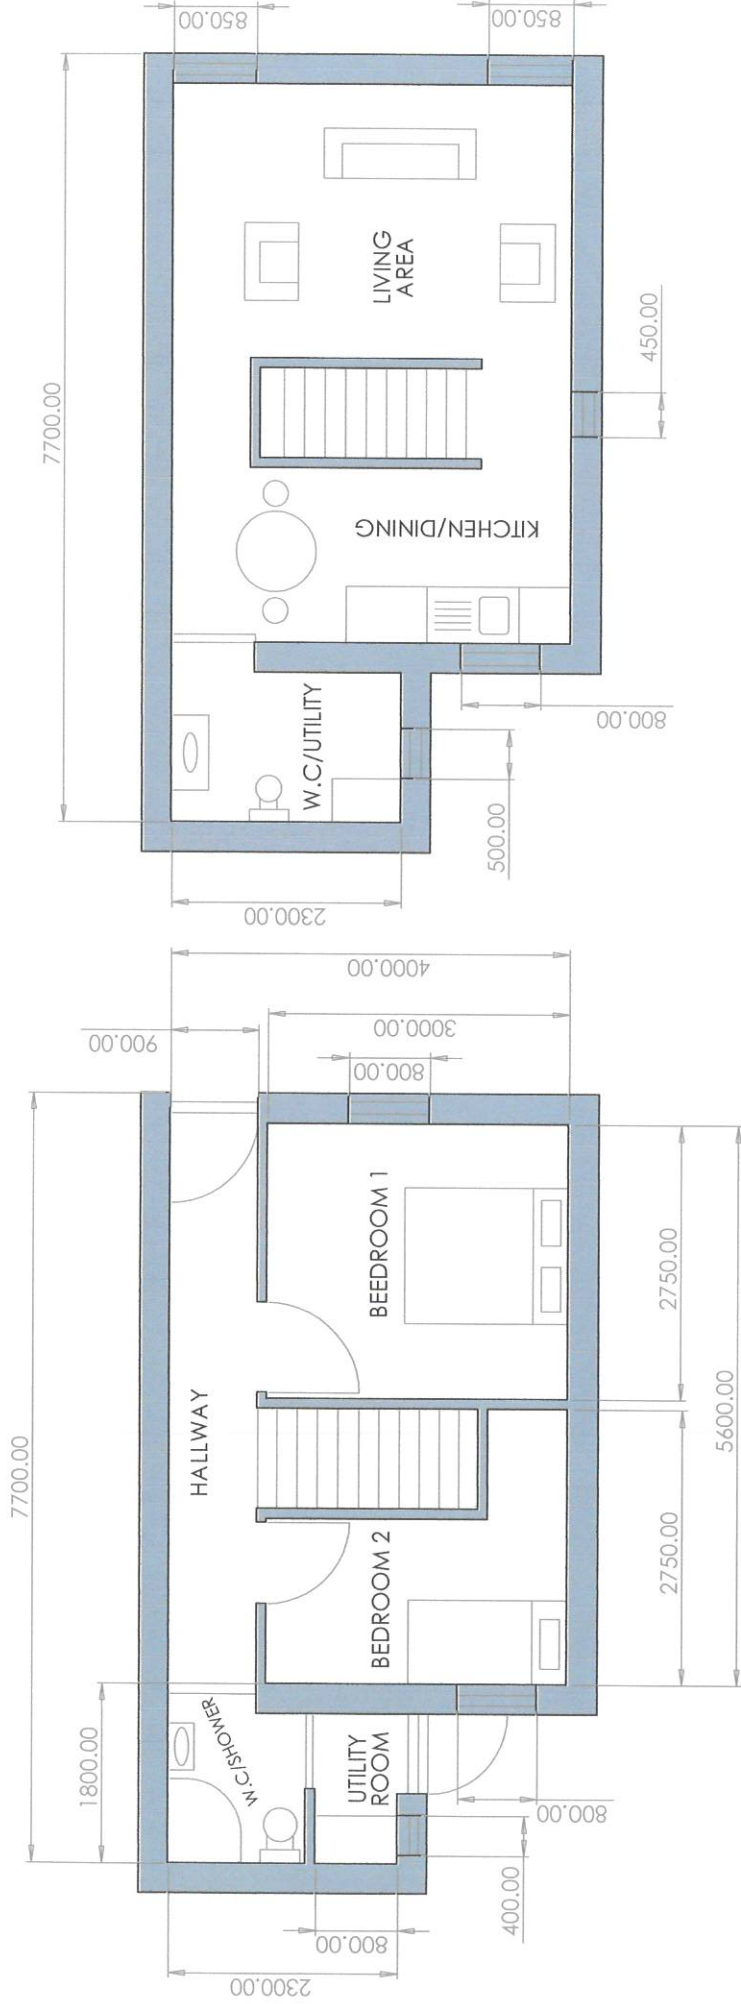 7700.00
1800.00
HALLWAY
W.C/SHOWER
UTILITY
ROOM
BEDROOM 2
BEEDROOM 1
900.00
4000.00
3000.00
800.00
2300.00
800.00
400.00
800.00
2750.00
2750.00
5600.00
7700.00
850.00
850.00
W.C/UTILITY
KITCHEN/DINING
LIVING
AREA
2300.00
500.00
800.00
450.00